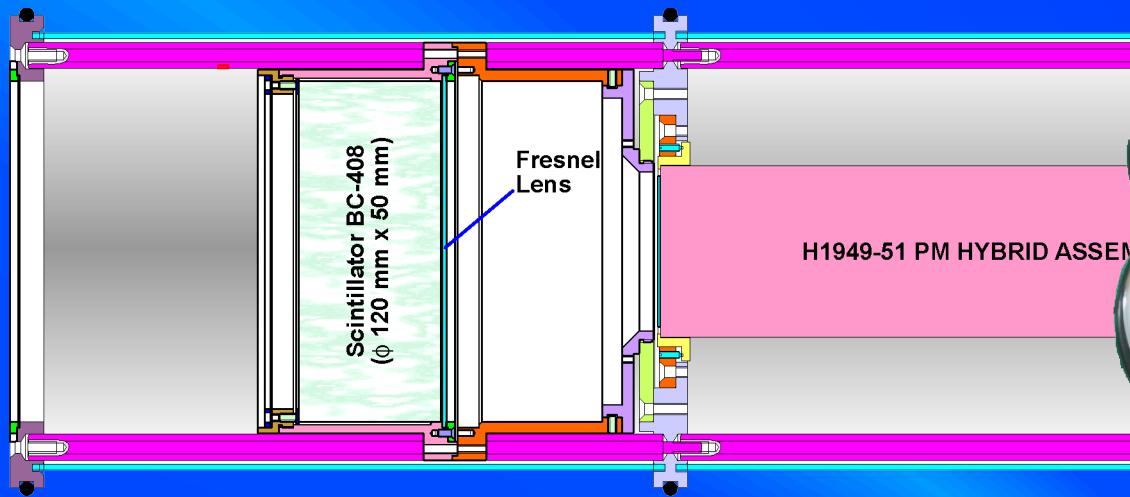 Scintillator BC-408
(ϕ 120 mm x 50 mm)
Fresnel
Lens
H1949-51 PM HYBRID ASSEM